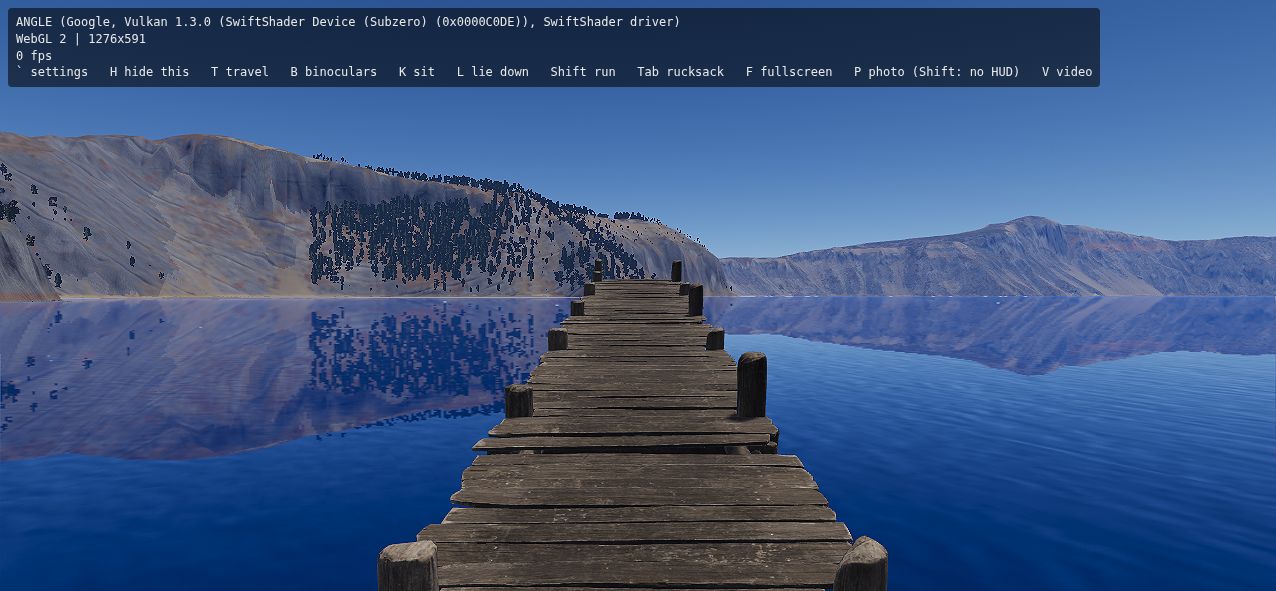 ANGLE (Google, Vulkan 1.3.0 (SwiftShader Device (Subzero) (0x0000C0DE)), SwiftShader driver)
WebGL 2 | 1276x591
0 fps
` settings   H hide this   T travel   B binoculars   K sit   L lie down   Shift run   Tab rucksack   F fullscreen   P photo (Shift: no HUD)   V video